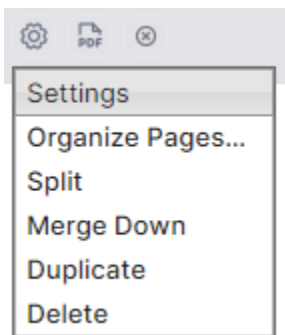 PDF
Settings
Organize Pages...
Split
Merge Down
Duplicate
Delete